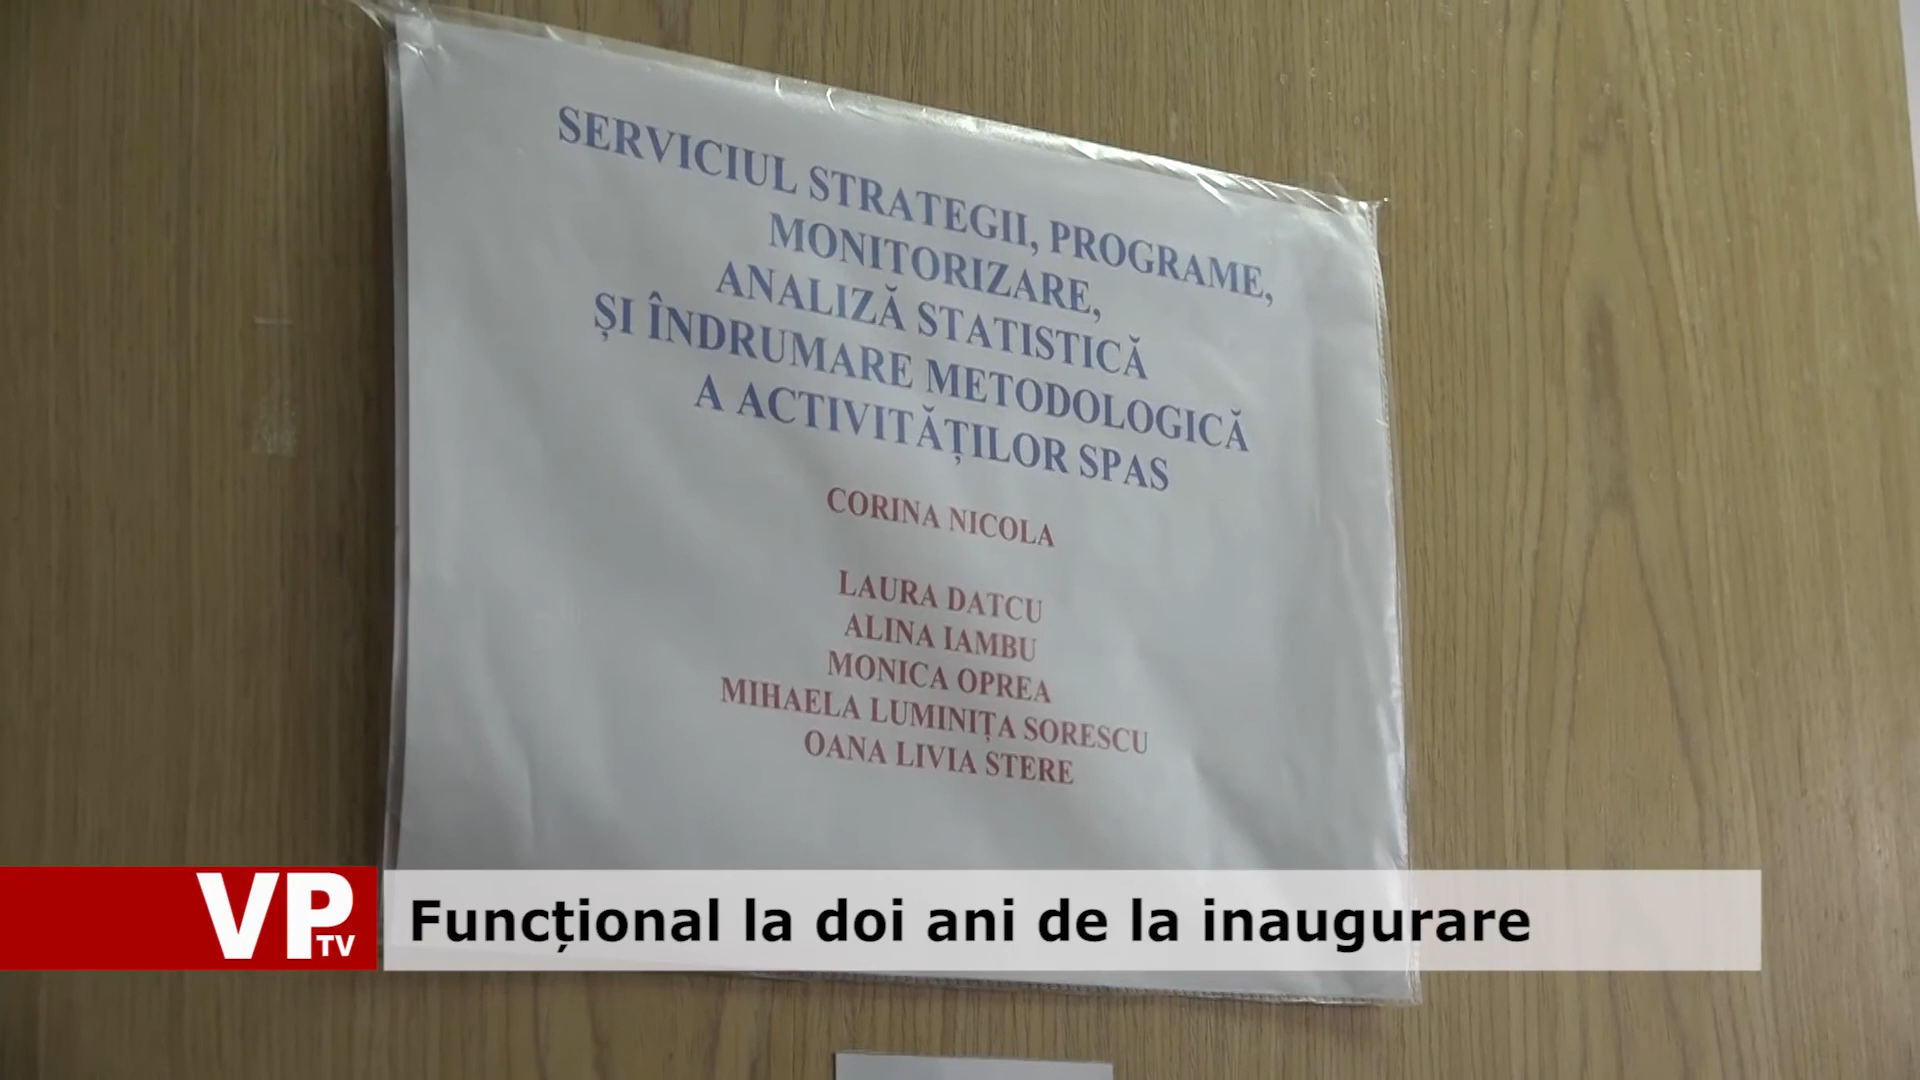 SERVICIUL STRATEGII, PROGRAME,
MONITORIZARE,
ANALIZĂ STATISTICĂ
ȘI ÎNDRUMARE METODOLOGICĂ
A ACTIVITĂȚILOR SPAS
CORINA NICOLA
LAURA DATCU
ALINA IAMBU
MONICA OPREA
MIHAELA LUMINIȚA SORESCU
OANA LIVIA STERE
VP TV
Funcțional la doi ani de la inaugurare